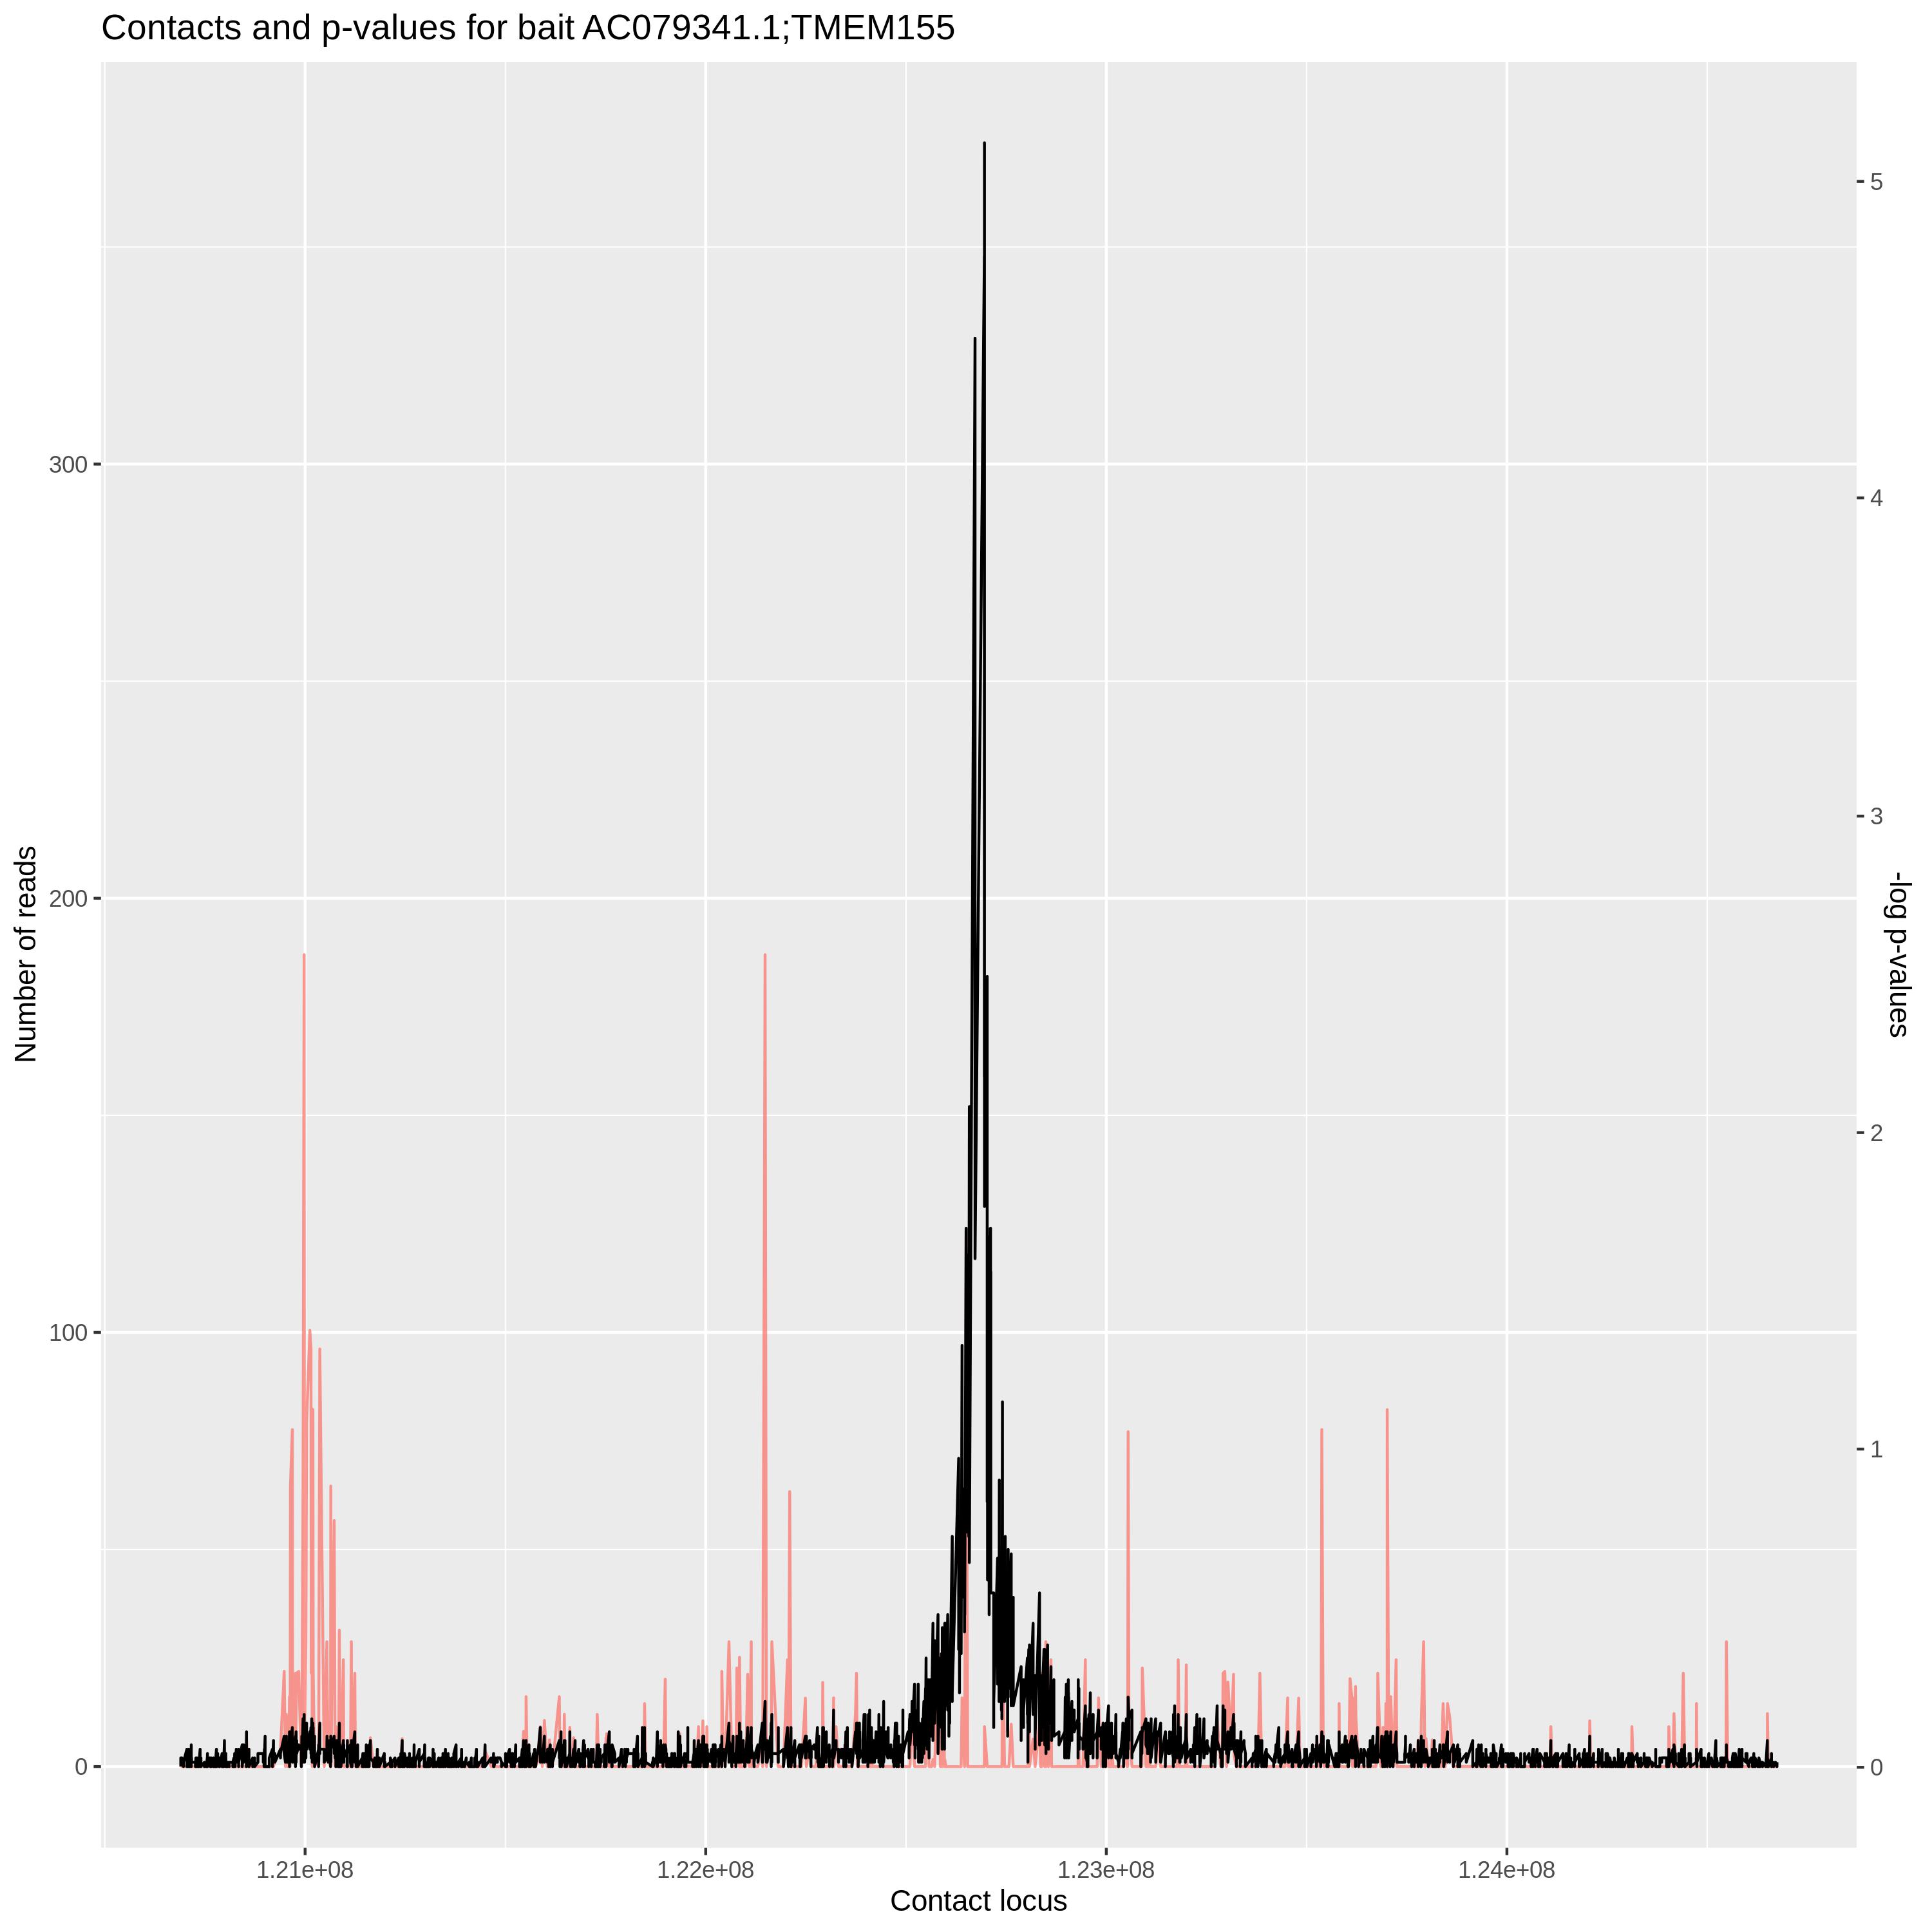 Contacts and p-values for bait AC079341.1;TMEM155
Number of reads
300
200
100
0
5
4
3
2
1
0
-log p-values
1.21e+08
1.22e+08
1.23e+08
1.24e+08
Contact locus